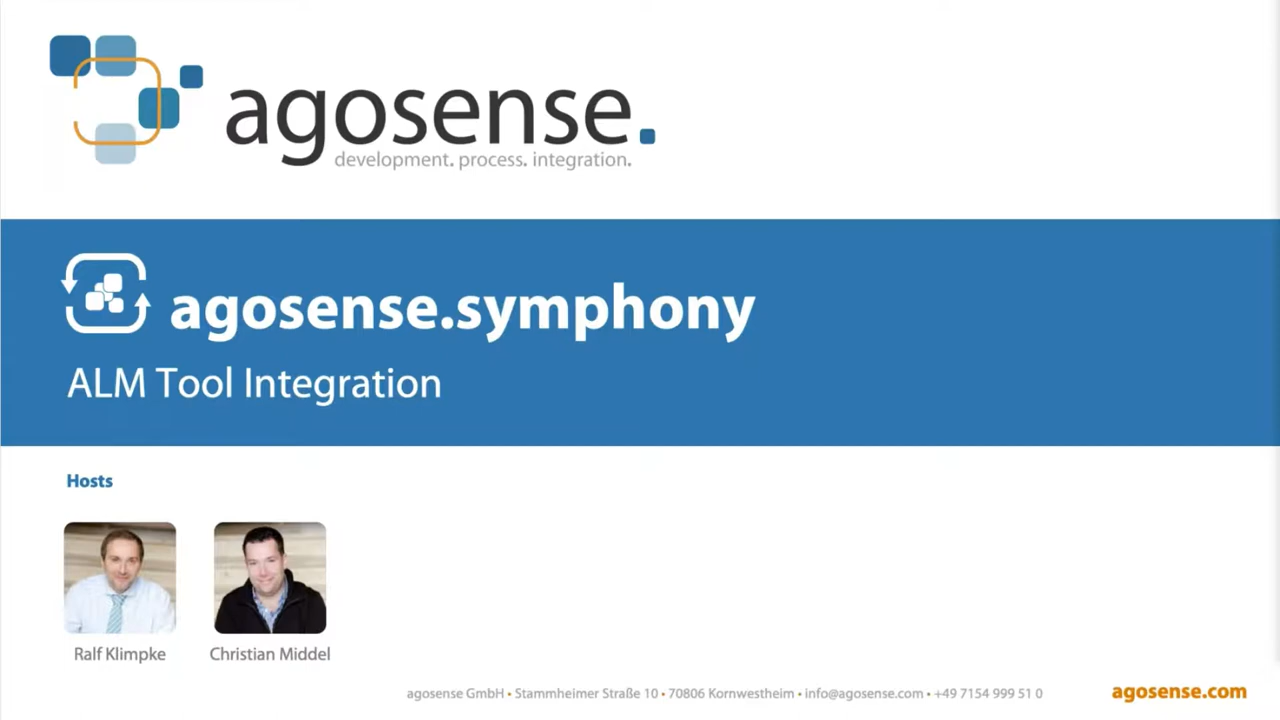 agosense.
development. process. integration.
agosense.symphony
ALM Tool Integration
Hosts
Ralf Klimpke
Christian Middel
agosense GmbH • Stammheimer Straße 10 • 70806 Kornwestheim • info@agosense.com • +49 7154 999 51 0
agosense.com